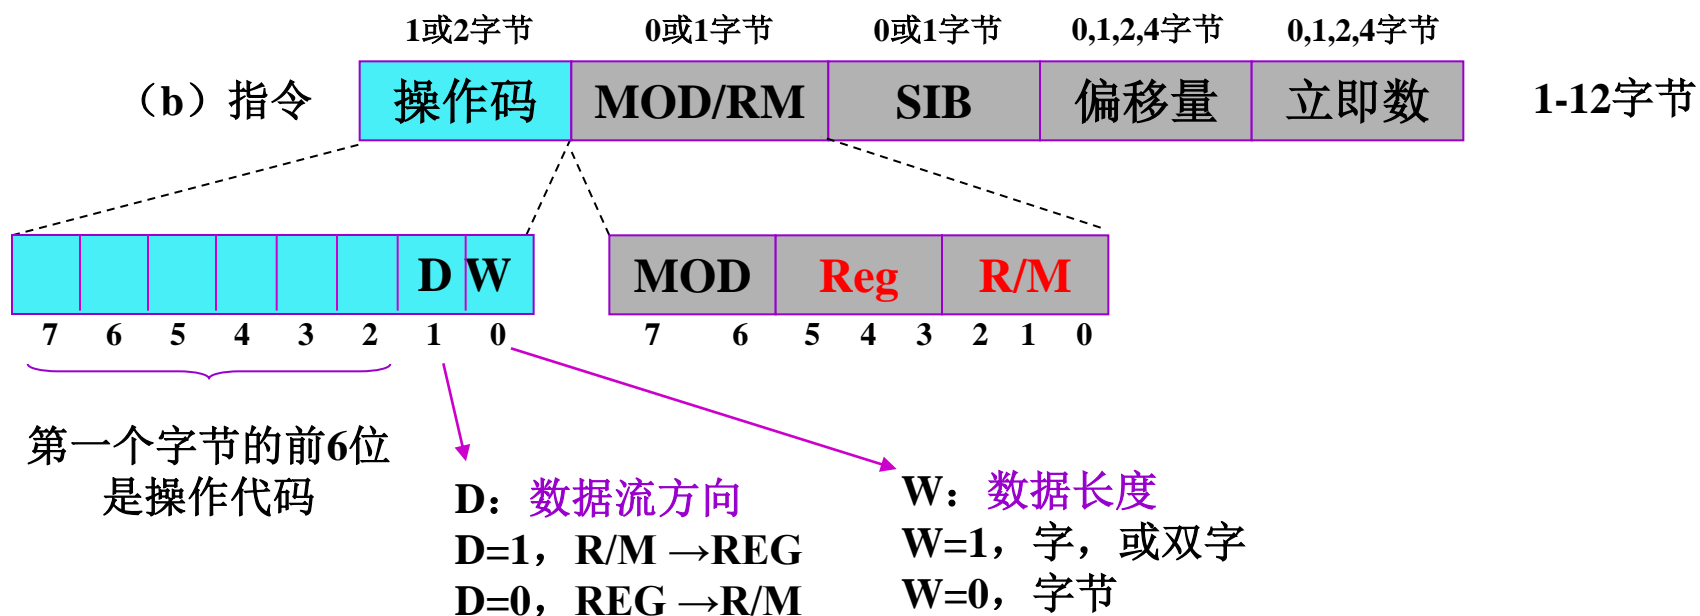 1或2字节 0或1字节 0或1字节 0,1,2,4字节 0,1,2,4字节
（b）指令 操作码 MOD/RM SIB 偏移量 立即数 1-12字节
D W MOD Reg R/M
7 6 5 4 3 2 1 0 7 6 5 4 3 2 1 0
第一个字节的前6位
是操作代码
D：数据流方向
D=1，R/M →REG
D=0，REG →R/M
W：数据长度
W=1，字，或双字
W=0，字节